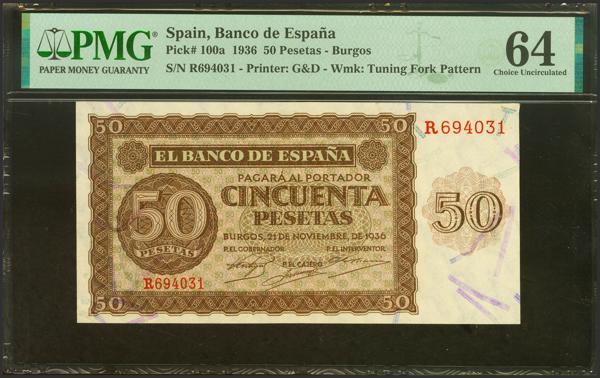 PMG
PAPER MONEY GUARANTY
Spain, Banco de España
Pick# 100a 1936 50 Pesetas - Burgos
S/N R694031 - Printer: G&D - Wmk: Tuning Fork Pattern
64
Choice Uncirculated
50
50
R694031
EL BANCO DE ESPAÑA
PAGARÁ AL PORTADOR
CINCUENTA
PESETAS
BURGOS, 21 DE NOVIEMBRE, DE 1936
P. EL GOBERNADOR
P. EL INTERVENTOR
P. EL CAJERO
50
PESETAS
50
R694031
50
50